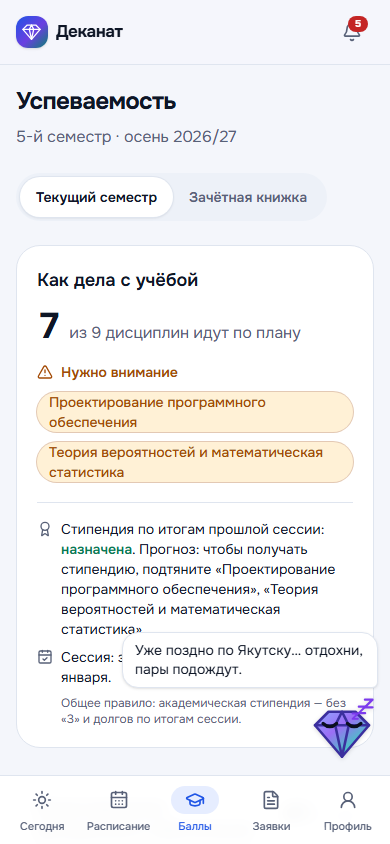 Деканат
5
Успеваемость
5-й семестр · осень 2026/27
Текущий семестр
Зачётная книжка
Как дела с учёбой
7 из 9 дисциплин идут по плану
Нужно внимание
Проектирование программного
обеспечения
Теория вероятностей и математическая
статистика
Стипендия по итогам прошлой сессии:
назначена. Прогноз: чтобы получать
стипендию, подтяните «Проектирование
программного обеспечения», «Теория
вероятностей и математическая
статистика».
Сессия:
января.
Уже поздно по Якутску... отдохни,
пары подождут.
Общее правило: академическая стипендия — без
«3» и долгов по итогам сессии.
Сегодня
Расписание
Баллы
Заявки
Профиль